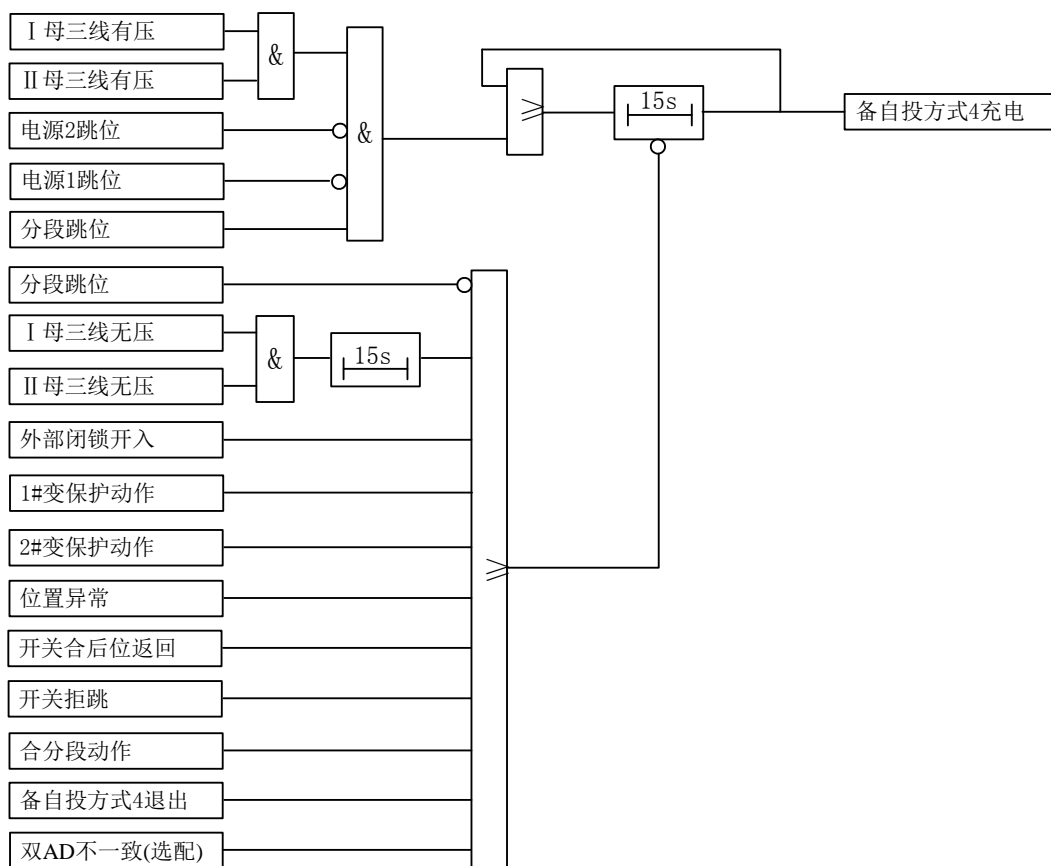 Ⅰ母三线有压
&
Ⅱ母三线有压
电源2跳位
&
≥
15s
备自投方式4充电
电源1跳位
分段跳位
分段跳位
Ⅰ母三线无压
&
15s
Ⅱ母三线无压
外部闭锁开入
1#变保护动作
2#变保护动作
≥
位置异常
开关合后位返回
开关拒跳
合分段动作
备自投方式4退出
双AD不一致(选配)